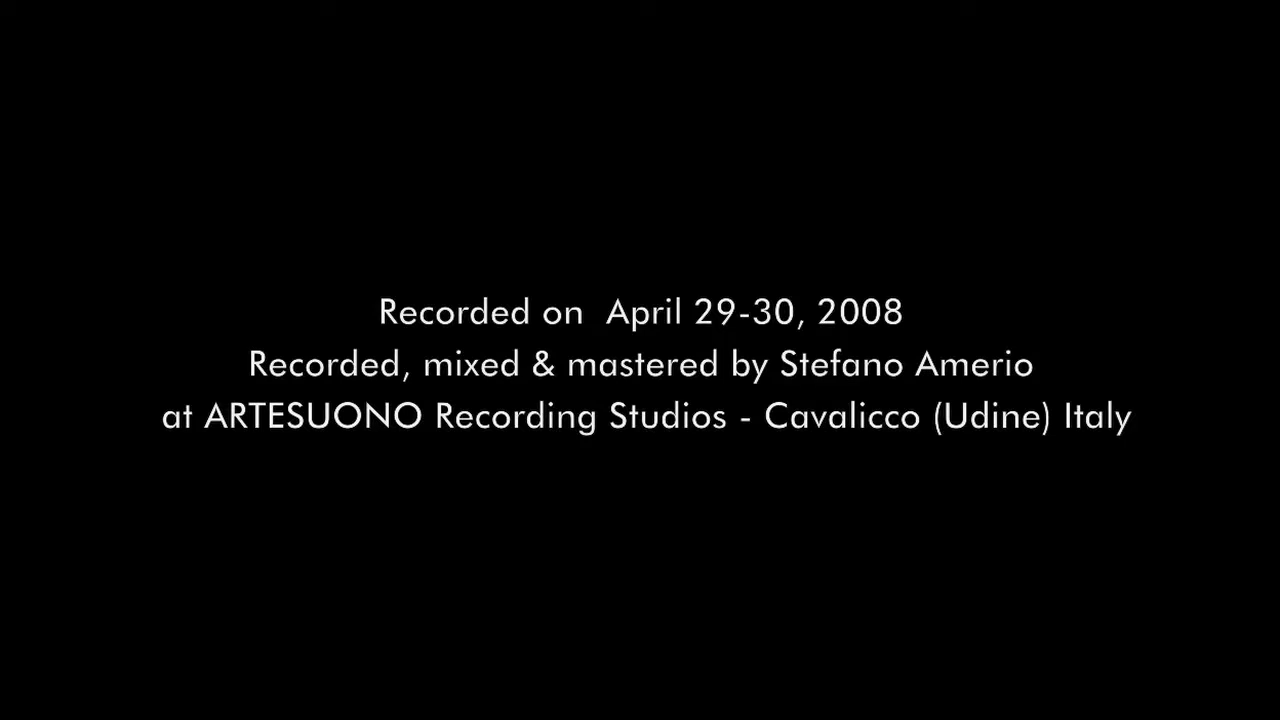 Recorded on  April 29-30, 2008
Recorded, mixed & mastered by Stefano Amerio
at ARTESUONO Recording Studios - Cavalicco (Udine) Italy